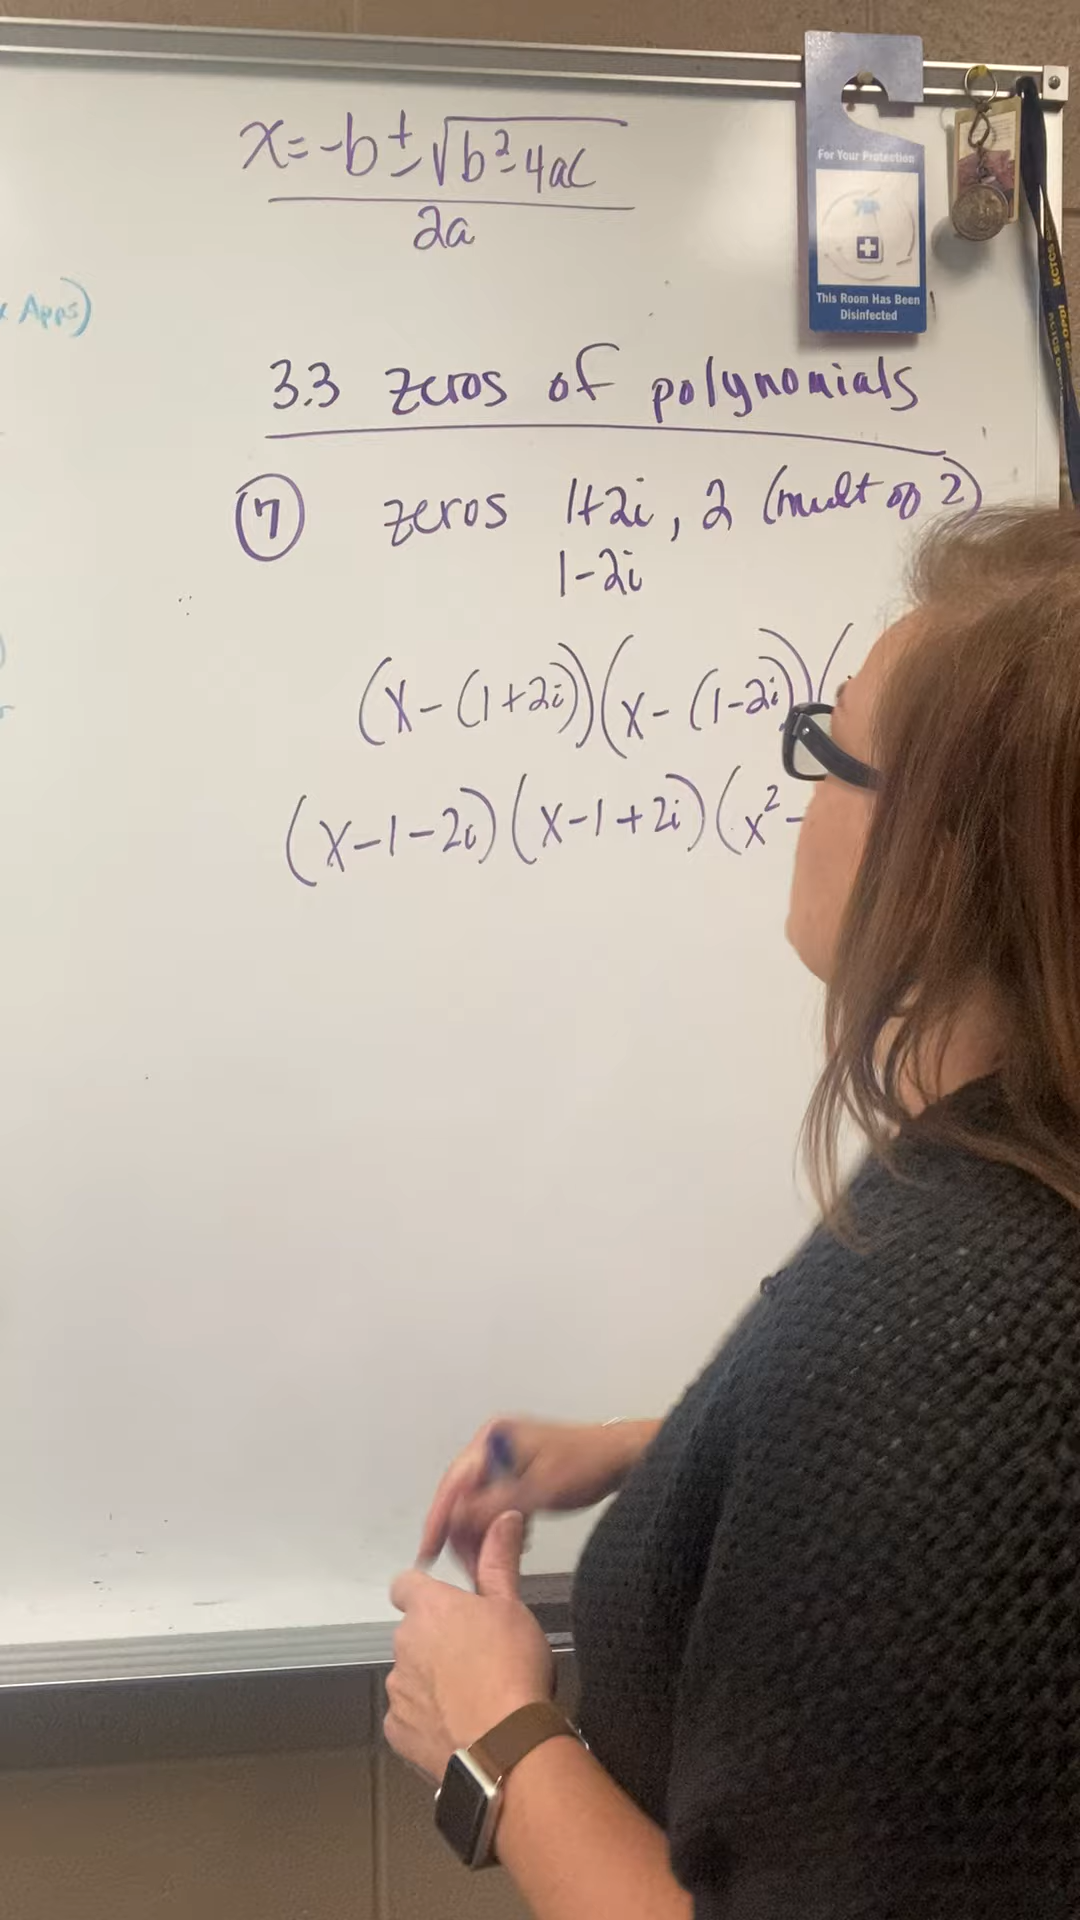 x = -b ± √b²-4ac
2a
Apps)
3.3 zeros of polynomials
7 zeros 1+2i, 2 (mult of 2)
1-2i
(x-(1+2i))(x-(1-2i))(
(x-1-2i)(x-1+2i)(x²-
For Your Protection
This Room Has Been
Disinfected
KCTCS